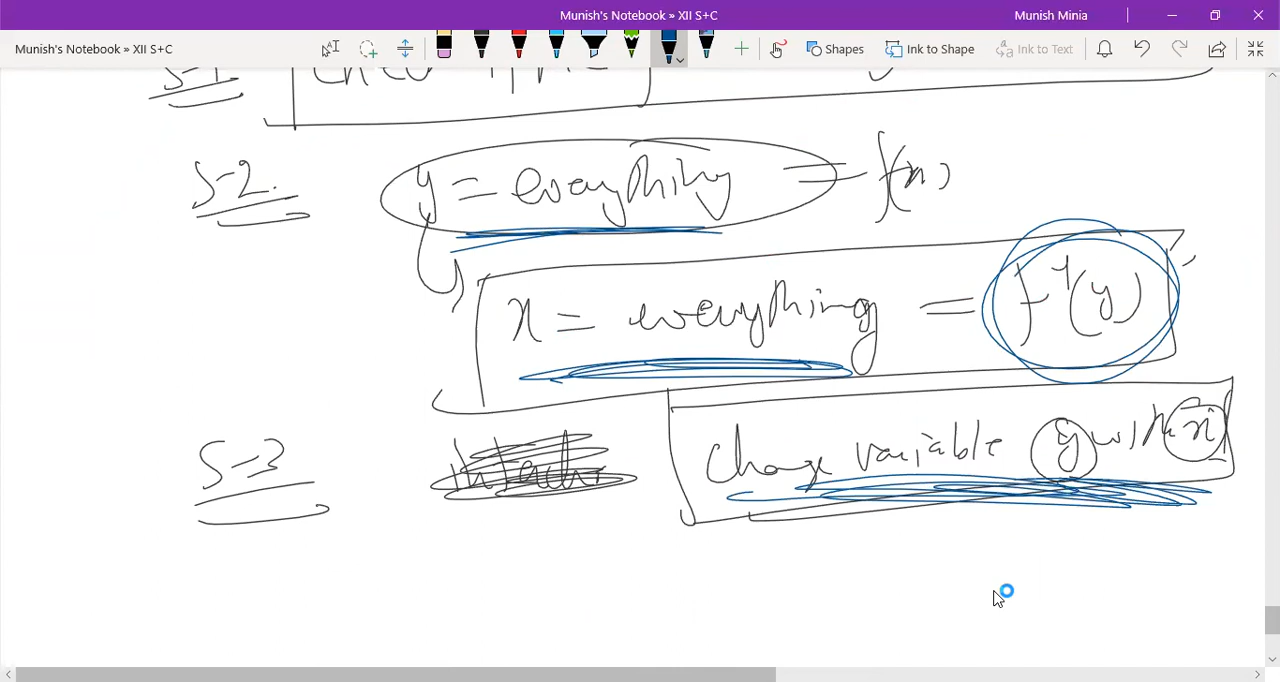 Munish's Notebook » XII S+C
Munish Minia
Munish's Notebook » XII S+C
Shapes
Ink to Shape
Ink to Text
S-1
S-2.
y = everything = f(x)
x = everything = f⁻¹(y)
S-3
change variable y with x